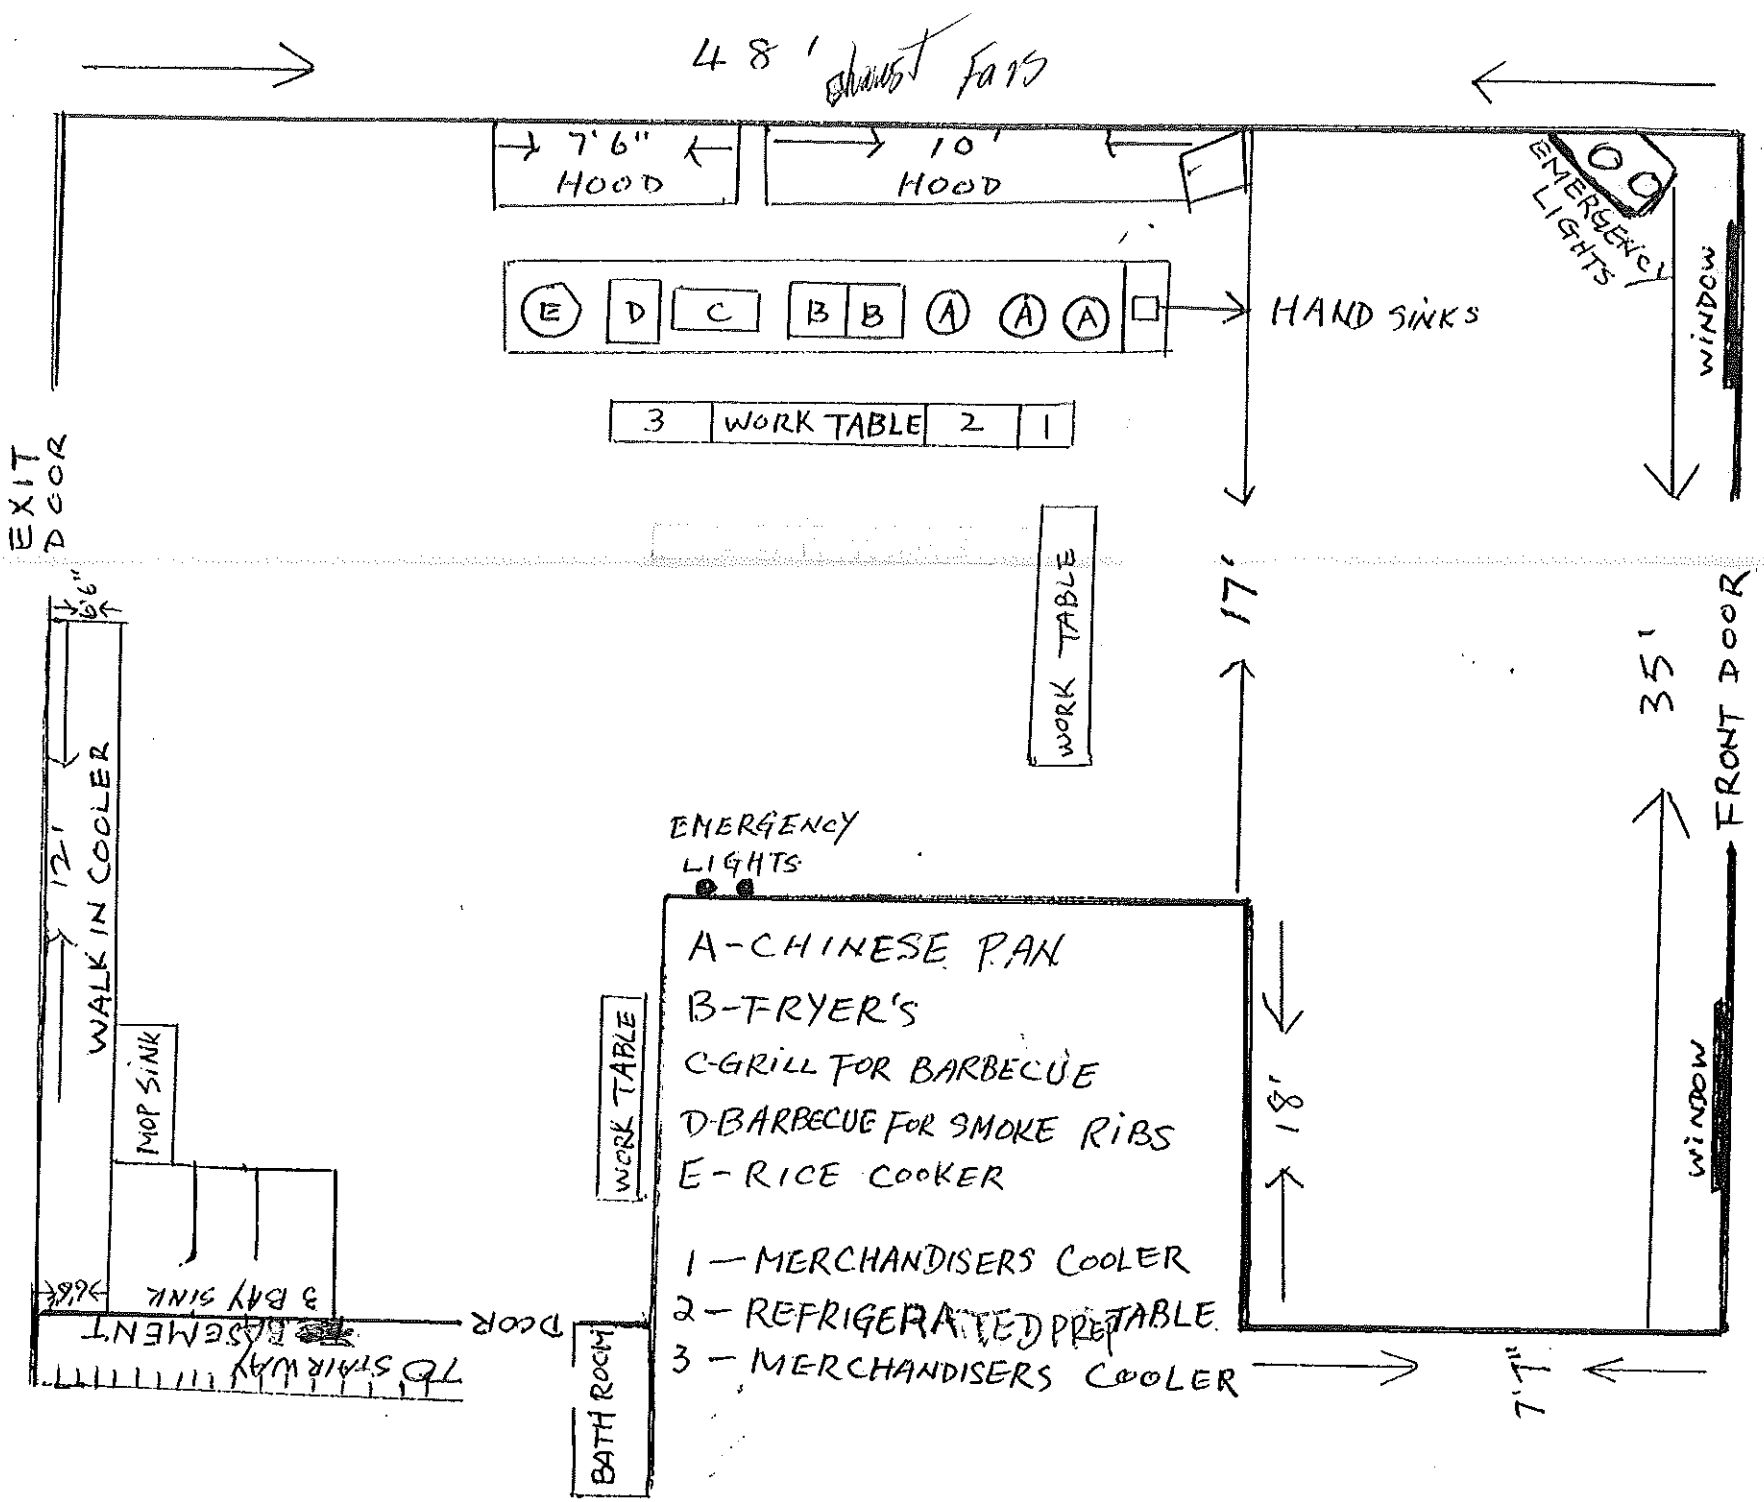 48' exhaust Fans
7'6"
HOOD
10'
HOOD
EMERGENCY
LIGHTS
WINDOW
E D C B B A A A
HAND SINKS
3 WORK TABLE 2 1
EXIT
DOOR
WORK TABLE
17'
35'
FRONT DOOR
6'6"
12'
WALK IN COOLER
MOP SINK
EMERGENCY
LIGHTS
WORK TABLE
A-CHINESE PAN
B-FRYER'S
C-GRILL FOR BARBECUE
D-BARBECUE FOR SMOKE RIBS
E-RICE COOKER
1-MERCHANDISERS COOLER
2-REFRIGERATED PREP TABLE
3-MERCHANDISERS COOLER
18'
WINDOW
6'6"
3 BAY SINK
DOOR
TO STAIRWAY
BASEMENT
BATH ROOM